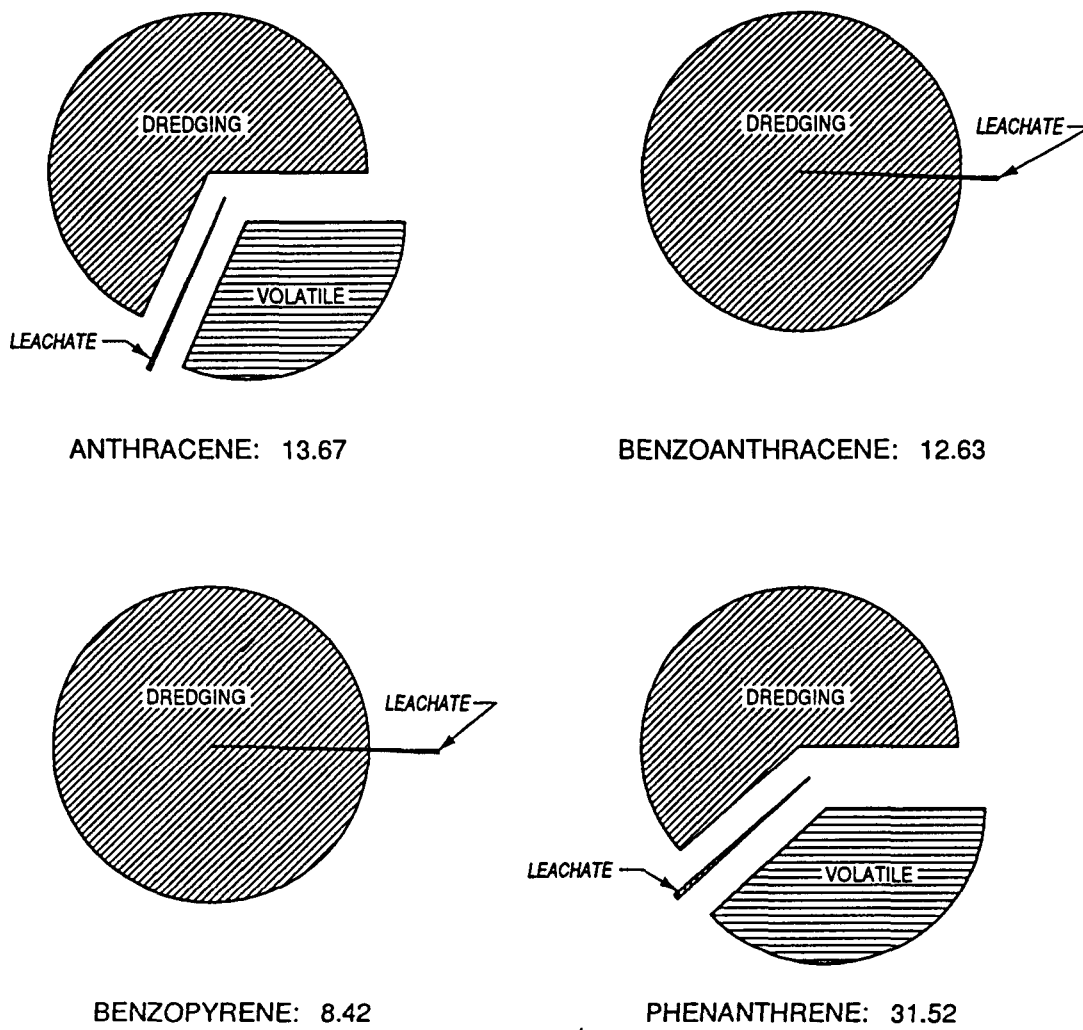 DREDGING
VOLATILE
LEACHATE
ANTHRACENE: 13.67
DREDGING
LEACHATE
BENZOANTHRACENE: 12.63
DREDGING
LEACHATE
BENZOPYRENE: 8.42
DREDGING
LEACHATE
VOLATILE
PHENANTHRENE: 31.52